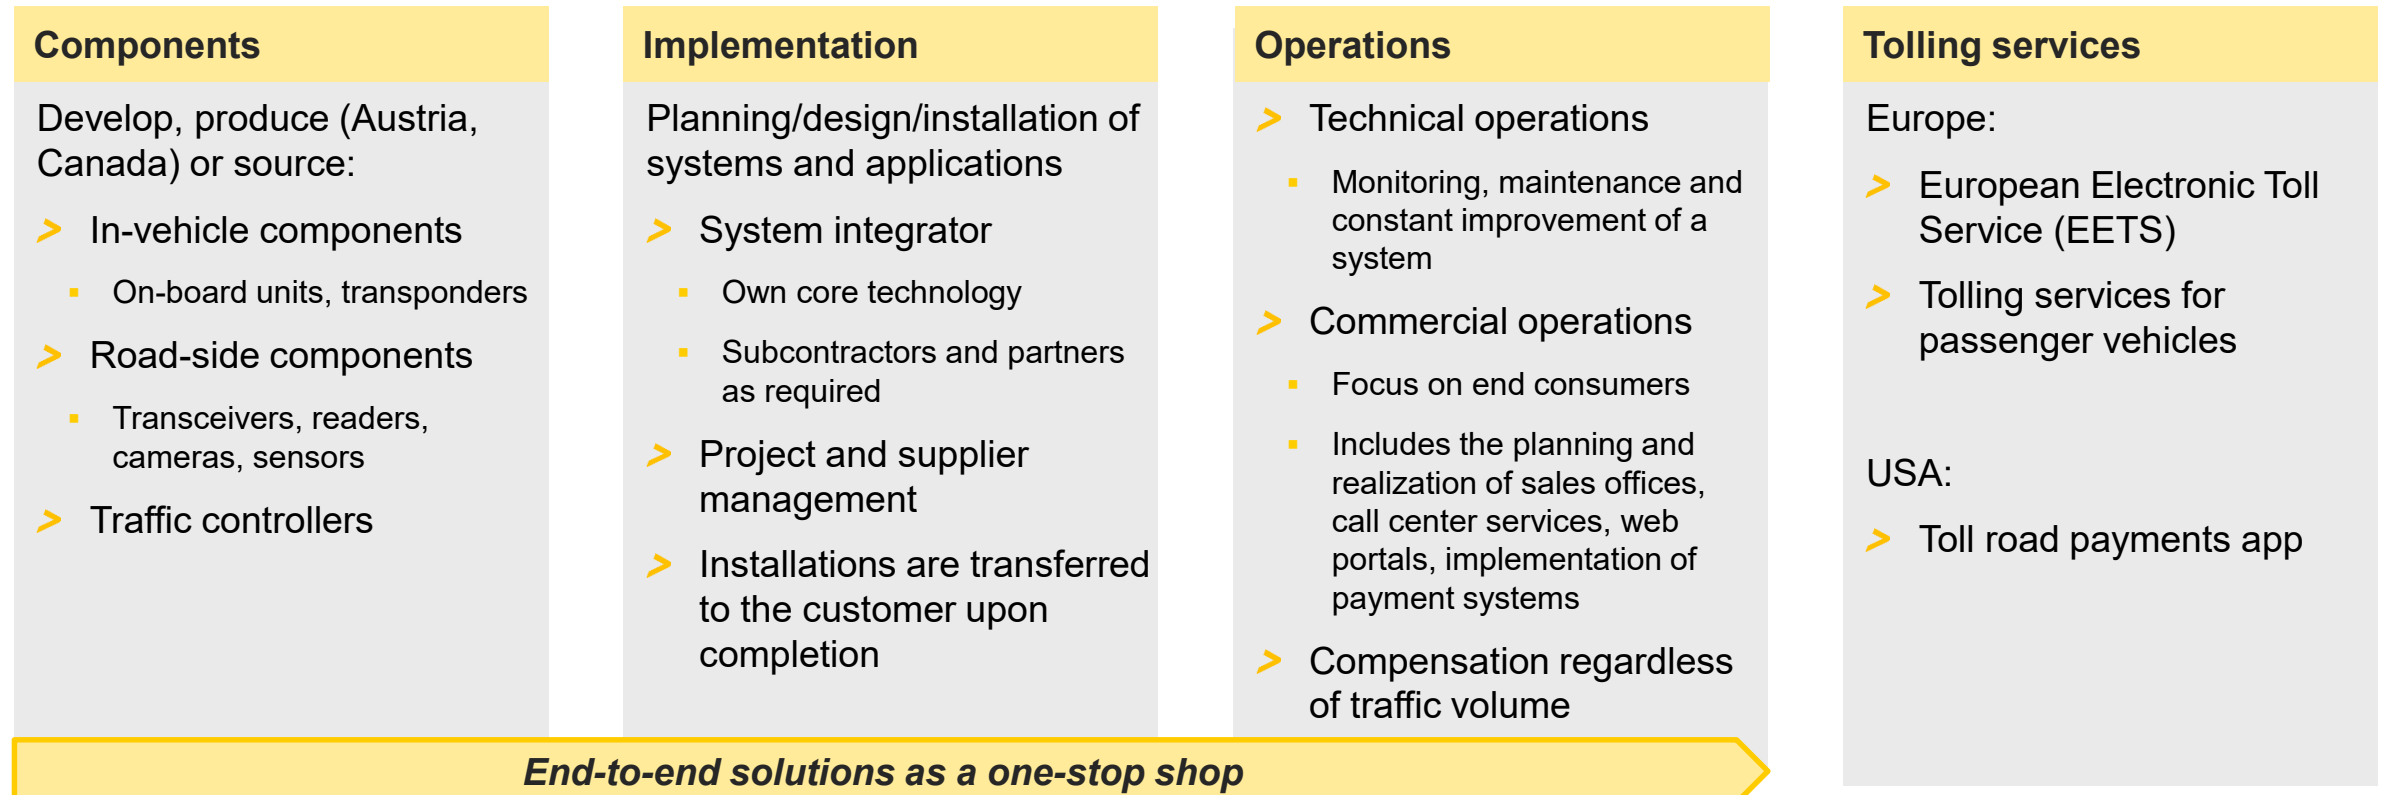 Components
Develop, produce (Austria,
Canada) or source:
> In-vehicle components
▪ On-board units, transponders
> Road-side components
▪ Transceivers, readers,
cameras, sensors
> Traffic controllers
Implementation
Planning/design/installation of
systems and applications
> System integrator
▪ Own core technology
▪ Subcontractors and partners
as required
> Project and supplier
management
> Installations are transferred
to the customer upon
completion
Operations
> Technical operations
▪ Monitoring, maintenance and
constant improvement of a
system
> Commercial operations
▪ Focus on end consumers
▪ Includes the planning and
realization of sales offices,
call center services, web
portals, implementation of
payment systems
> Compensation regardless
of traffic volume
Tolling services
Europe:
> European Electronic Toll
Service (EETS)
> Tolling services for
passenger vehicles
USA:
> Toll road payments app
End-to-end solutions as a one-stop shop